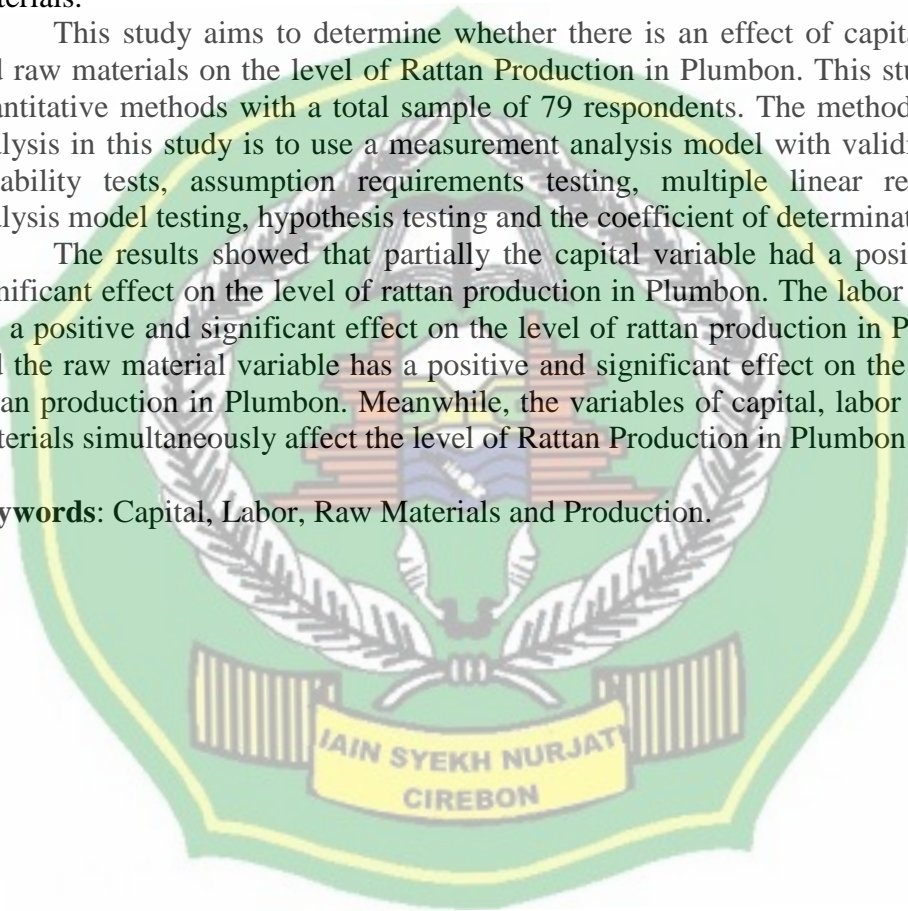 terials.
This study aims to determine whether there is an effect of capita
d raw materials on the level of Rattan Production in Plumbon. This stu
antitative methods with a total sample of 79 respondents. The method
alysis in this study is to use a measurement analysis model with valid
ability tests, assumption requirements testing, multiple linear re
alysis model testing, hypothesis testing and the coefficient of determinat
The results showed that partially the capital variable had a posi
nificant effect on the level of rattan production in Plumbon. The labor
a positive and significant effect on the level of rattan production in P
d the raw material variable has a positive and significant effect on the
an production in Plumbon. Meanwhile, the variables of capital, labor
terials simultaneously affect the level of Rattan Production in Plumbon
ywords: Capital, Labor, Raw Materials and Production.
IAIN SYEKH NURJATI
CIREBON